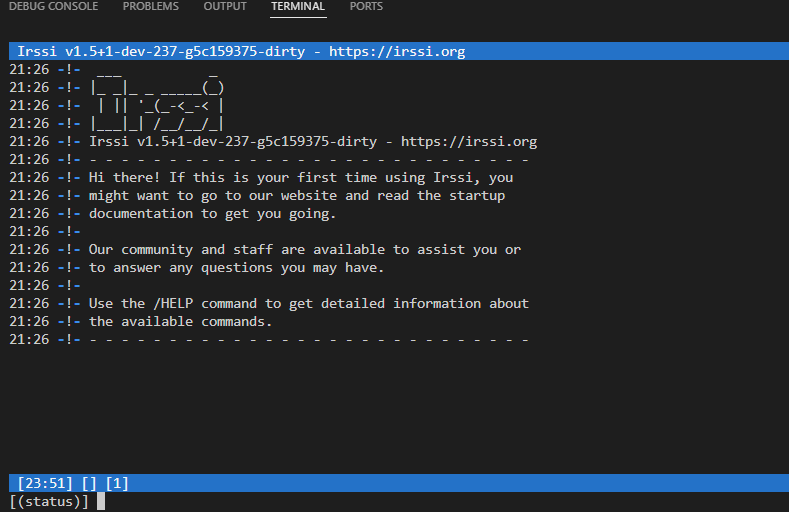 DEBUG CONSOLE PROBLEMS OUTPUT TERMINAL PORTS
Irssi v1.5+1-dev-237-g5c159375-dirty - https://irssi.org
21:26 -!-  ___           _
21:26 -!- |_ _|_ _ _____(_)
21:26 -!-  | || '_(_-<_-< |
21:26 -!- |___|_| /__/__/_|
21:26 -!- Irssi v1.5+1-dev-237-g5c159375-dirty - https://irssi.org
21:26 -!- - - - - - - - - - - - - - - - - - - - - - - - - - - - -
21:26 -!- Hi there! If this is your first time using Irssi, you
21:26 -!- might want to go to our website and read the startup
21:26 -!- documentation to get you going.
21:26 -!-
21:26 -!- Our community and staff are available to assist you or
21:26 -!- to answer any questions you may have.
21:26 -!-
21:26 -!- Use the /HELP command to get detailed information about
21:26 -!- the available commands.
21:26 -!- - - - - - - - - - - - - - - - - - - - - - - - - - - - -
[23:51] [] [1]
[(status)]